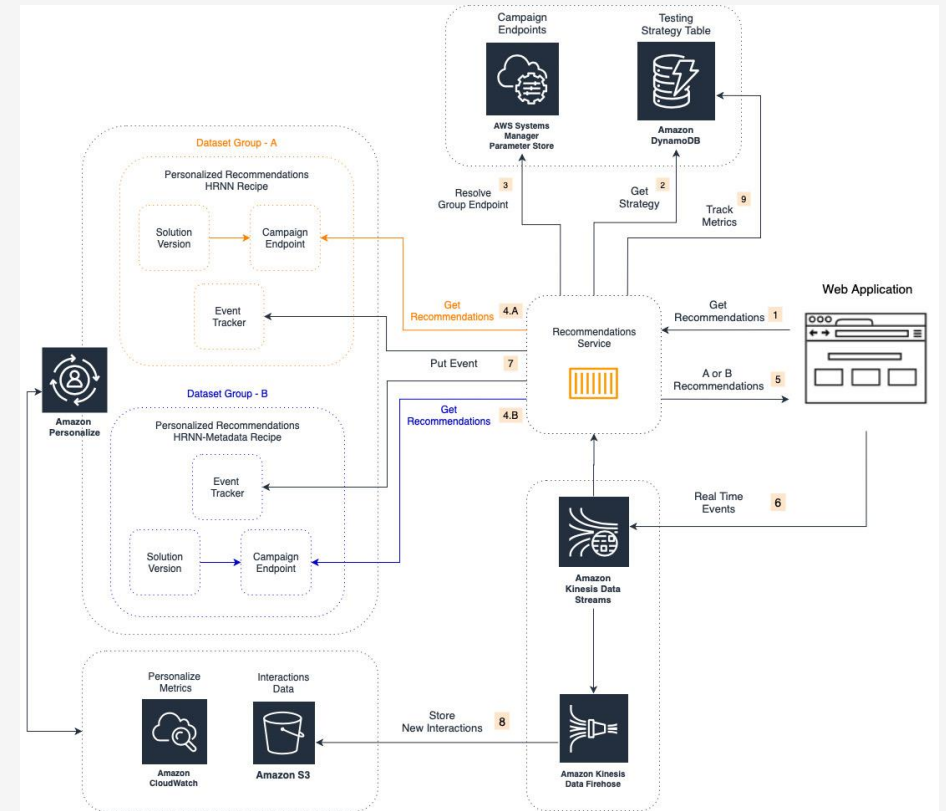 Campaign
Endpoints
Testing
Strategy Table
AWS Systems
Manager
Parameter Store
Amazon
DynamoDB
Dataset Group - A
Personalized Recommendations
HRNN Recipe
Solution
Version
Campaign
Endpoint
Event
Tracker
Resolve
Group Endpoint
3
Get
Strategy
2
Track
Metrics
9
Web Application
Get
Recommendations
4.A
Recommendations
Service
Get
Recommendations
1
Put Event
7
A or B
Recommendations
5
Amazon
Personalize
Dataset Group - B
Get
Recommendations
4.B
Personalized Recommendations
HRNN-Metadata Recipe
Event
Tracker
Solution
Version
Campaign
Endpoint
Real Time
Events
6
Amazon
Kinesis Data
Streams
Personalize
Metrics
Interactions
Data
Amazon
CloudWatch
Amazon S3
Store
New Interactions
8
Amazon Kinesis
Data Firehose